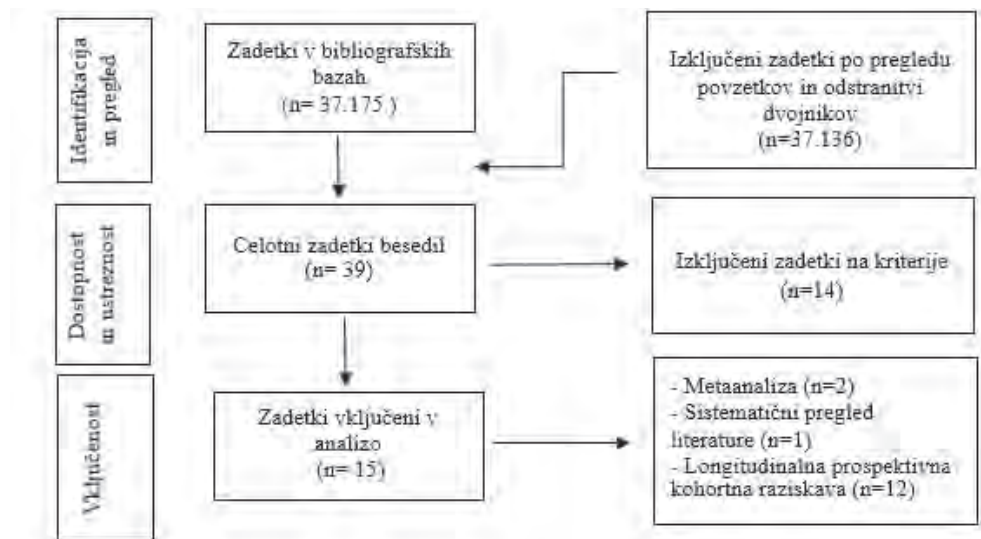 Identifikacija
in pregled
Zadetki v bibliografskih
bazah
(n= 37.175 )
Izključeni zadetki po pregledu
povzetkov in odstranitvi
dvojnikov
(n=37.136)
Dostopnost
in ustreznost
Celotni zadetki besedil
(n= 39)
Izključeni zadetki na kriterije
(n=14)
Vključenost
Zadetki vključeni v
analizo
(n= 15)
- Metaanaliza (n=2)
- Sistematični pregled
literature (n=1)
- Longitudinalna prospektivna
kohortna raziskava (n=12)